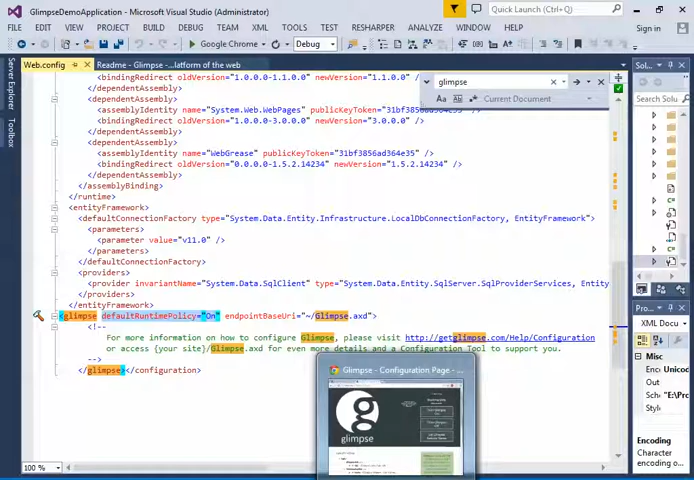 GlimpseDemoApplication - Microsoft Visual Studio (Administrator)
Quick Launch (Ctrl+Q)
FILE EDIT VIEW PROJECT BUILD DEBUG TEAM XML TOOLS TEST RESHARPER ANALYZE WINDOW HELP
Sign in
Google Chrome Debug
Server Explorer
Toolbox
Web.config
Readme - Glimpse ...latform of the web
Sol...
Search Solu
glimpse
Aa Current Document
<bindingRedirect oldVersion="1.0.0.0-1.1.0.0" newVersion="1.1.0.0"
</dependentAssembly>
<dependentAssembly>
<assemblyIdentity name="System.Web.WebPages" publicKeyToken="31bf3856ad364e35" />
<bindingRedirect oldVersion="1.0.0.0-3.0.0.0" newVersion="3.0.0.0" />
</dependentAssembly>
<dependentAssembly>
<assemblyIdentity name="WebGrease" publicKeyToken="31bf3856ad364e35" />
<bindingRedirect oldVersion="0.0.0.0-1.5.2.14234" newVersion="1.5.2.14234" />
</dependentAssembly>
</assemblyBinding>
</runtime>
<entityFramework>
<defaultConnectionFactory type="System.Data.Entity.Infrastructure.LocalDbConnectionFactory, EntityFramework">
<parameters>
<parameter value="v11.0" />
</parameters>
</defaultConnectionFactory>
<providers>
<provider invariantName="System.Data.SqlClient" type="System.Data.Entity.SqlServer.SqlProviderServices, Entity
</providers>
</entityFramework>
<glimpse defaultRuntimePolicy="On" endpointBaseUri="~/Glimpse.axd">
<!--
For more information on how to configure Glimpse, please visit http://getglimpse.com/Help/Configuration
or access {your site}/Glimpse.axd for even more details and a Configuration Tool to support you.
-->
</glimpse></configuration>
Pro...
XML Docu
Misc
Encod Unicod
Out
Sche "E:\Pro
Style
Encoding
Character
encoding of
100 %
Glimpse - Configuration Page - ...
g
glimpse